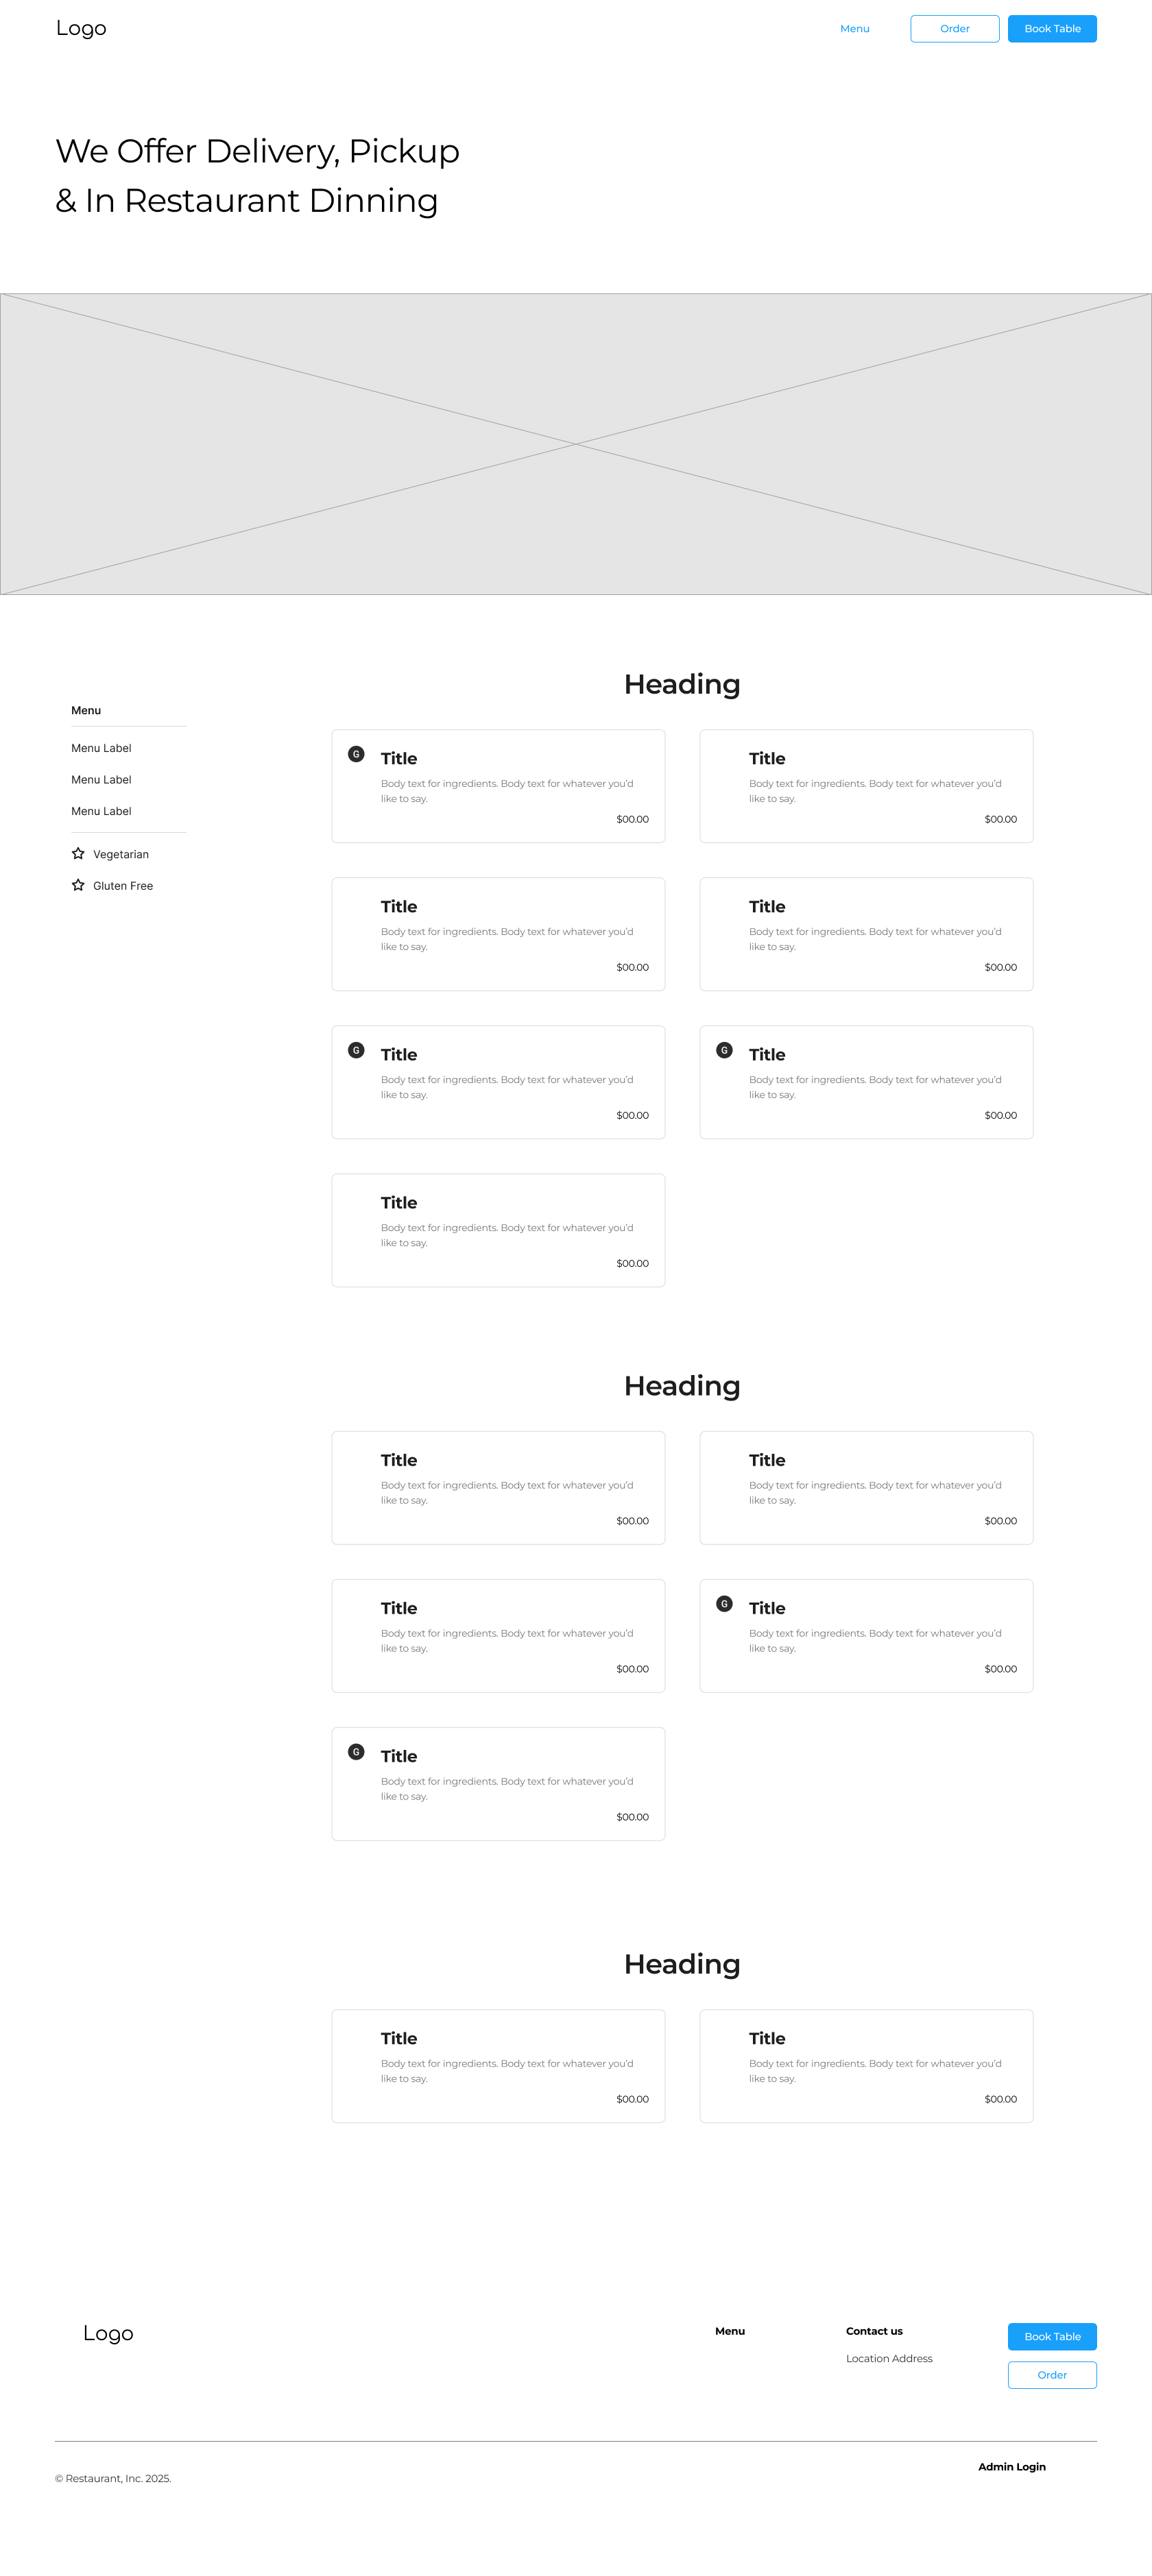 Logo
Menu
Order
Book Table
We Offer Delivery, Pickup
& In Restaurant Dinning
Menu
Menu Label
Menu Label
Menu Label
Vegetarian
Gluten Free
Heading
G
Title
Body text for ingredients. Body text for whatever you’d
like to say.
$00.00
Title
Body text for ingredients. Body text for whatever you’d
like to say.
$00.00
Title
Body text for ingredients. Body text for whatever you’d
like to say.
$00.00
Title
Body text for ingredients. Body text for whatever you’d
like to say.
$00.00
G
Title
Body text for ingredients. Body text for whatever you’d
like to say.
$00.00
G
Title
Body text for ingredients. Body text for whatever you’d
like to say.
$00.00
Title
Body text for ingredients. Body text for whatever you’d
like to say.
$00.00
Heading
Title
Body text for ingredients. Body text for whatever you’d
like to say.
$00.00
Title
Body text for ingredients. Body text for whatever you’d
like to say.
$00.00
Title
Body text for ingredients. Body text for whatever you’d
like to say.
$00.00
G
Title
Body text for ingredients. Body text for whatever you’d
like to say.
$00.00
G
Title
Body text for ingredients. Body text for whatever you’d
like to say.
$00.00
Heading
Title
Body text for ingredients. Body text for whatever you’d
like to say.
$00.00
Title
Body text for ingredients. Body text for whatever you’d
like to say.
$00.00
Logo
Menu
Contact us
Location Address
Book Table
Order
Admin Login
© Restaurant, Inc. 2025.